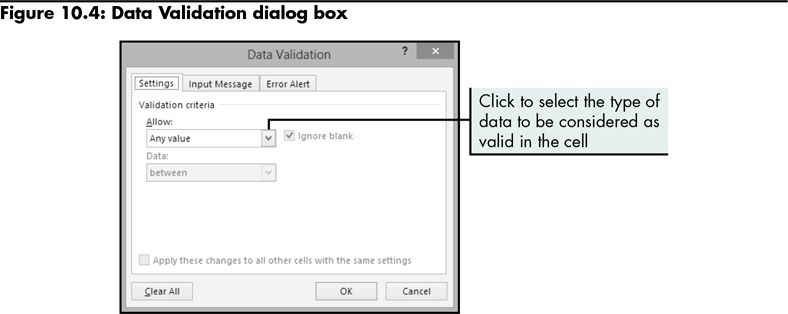 Figure 10.4: Data Validation dialog box
Data Validation
? ×
Settings Input Message Error Alert
Validation criteria
Allow:
Any value Ignore blank
Data:
between
Apply these changes to all other cells with the same settings
Clear All OK Cancel
Click to select the type of
data to be considered as
valid in the cell